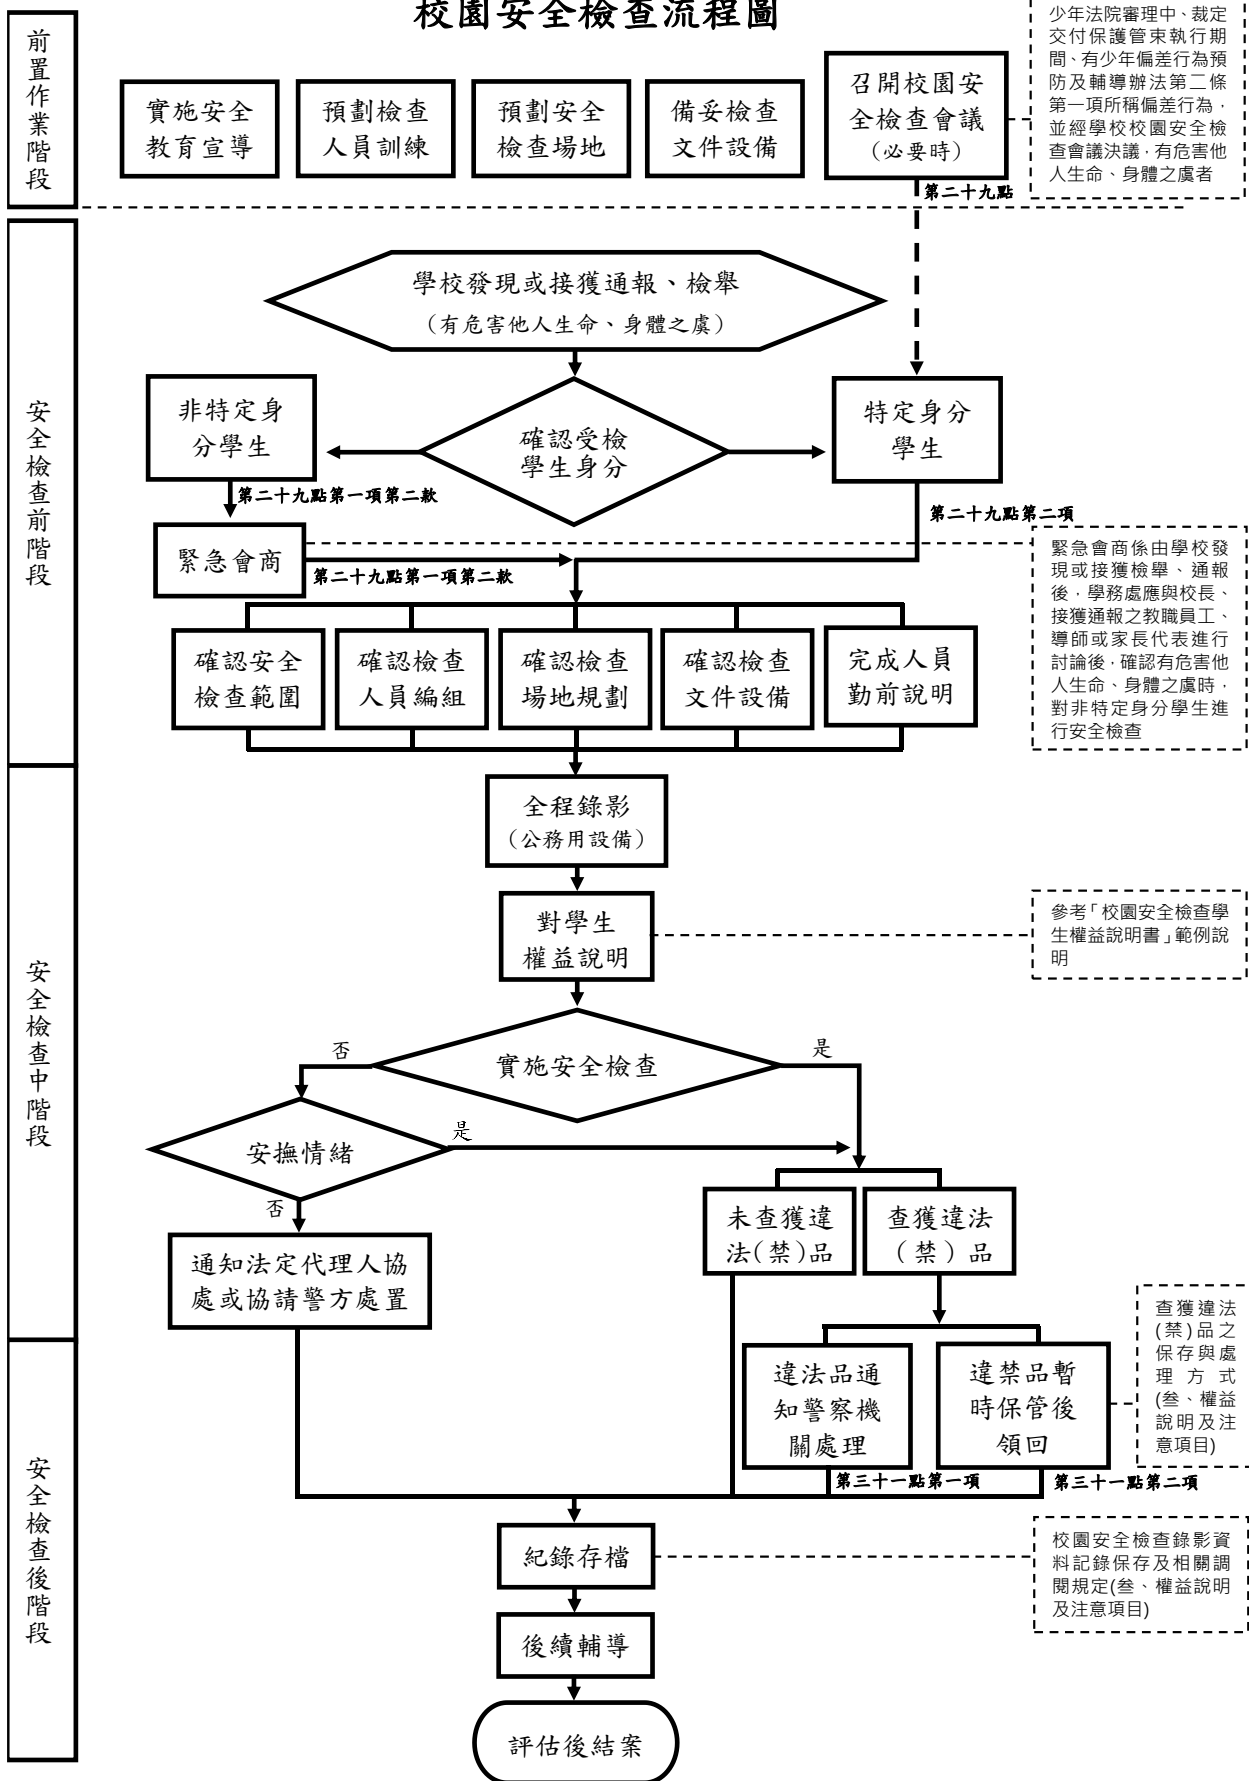 校園安全檢查流程圖
前置作業階段
實施安全
教育宣導
預劃檢查
人員訓練
預劃安全
檢查場地
備妥檢查
文件設備
召開校園安
全檢查會議
(必要時)
少年法院審理中、裁定
交付保護管束執行期
間、有少年偏差行為預
防及輔導辦法第二條
第一項所稱偏差行為，
並經學校校園安全檢
查會議決議，有危害他
人生命、身體之虞者
第二十九點
安全檢查前階段
學校發現或接獲通報、檢舉
（有危害他人生命、身體之虞）
非特定身
分學生
確認受檢
學生身分
特定身分
學生
第二十九點第一項第二款
第二十九點第二項
緊急會商
第二十九點第一項第二款
緊急會商係由學校發
現或接獲檢舉、通報
後，學務處應與校長、
接獲通報之教職員工、
導師或家長代表進行
討論後，確認有危害他
人生命、身體之虞時，
對非特定身分學生進
行安全檢查
確認安全
檢查範圍
確認檢查
人員編組
確認檢查
場地規劃
確認檢查
文件設備
完成人員
勤前說明
安全檢查中階段
全程錄影
（公務用設備）
對學生
權益說明
參考「校園安全檢查學
生權益說明書」範例說
明
實施安全檢查
否
是
安撫情緒
是
否
未查獲違
法(禁)品
查獲違法
（禁）品
通知法定代理人協
處或協請警方處置
查獲違法
(禁)品之
保存與處
理方式
(叁、權益
說明及注
意項目)
違法品通
知警察機
關處理
違禁品暫
時保管後
領回
第三十一點第一項
第三十一點第二項
安全檢查後階段
紀錄存檔
校園安全檢查錄影資
料記錄保存及相關調
閱規定(叁、權益說明
及注意項目)
後續輔導
評估後結案